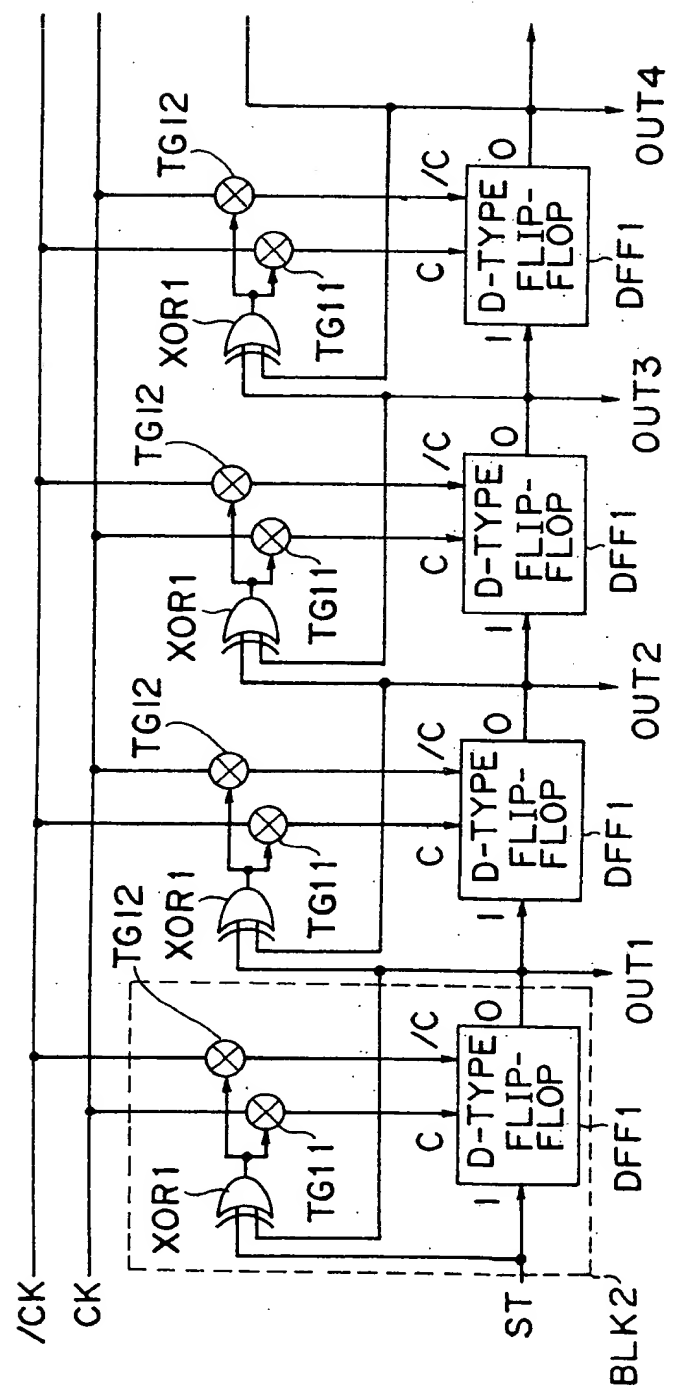 /CK
CK
ST
BLK2
XOR1
TG11
TG12
C
/C
I
D-TYPE
FLIP-
FLOP
O
DFF1
OUT1
XOR1
TG11
TG12
C
/C
I
D-TYPE
FLIP-
FLOP
O
DFF1
OUT2
XOR1
TG11
TG12
C
/C
I
D-TYPE
FLIP-
FLOP
O
DFF1
OUT3
XOR1
TG11
TG12
C
/C
I
D-TYPE
FLIP-
FLOP
O
DFF1
OUT4